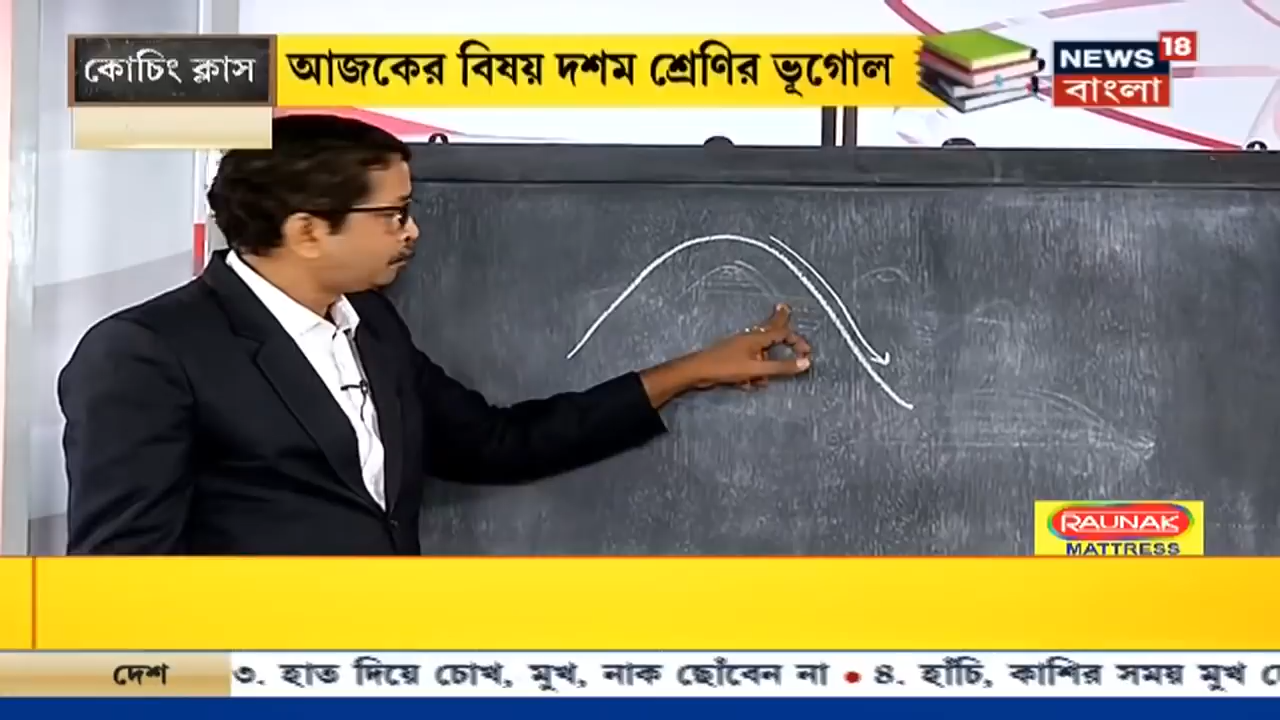 কোচিং ক্লাস
আজকের বিষয় দশম শ্রেণির ভূগোল
NEWS 18
বাংলা
RAUNAK
MATTRESS
দেশ
৩. হাত দিয়ে চোখ, মুখ, নাক ছোঁবেন না • ৪. হাঁচি, কাশির সময় মুখ